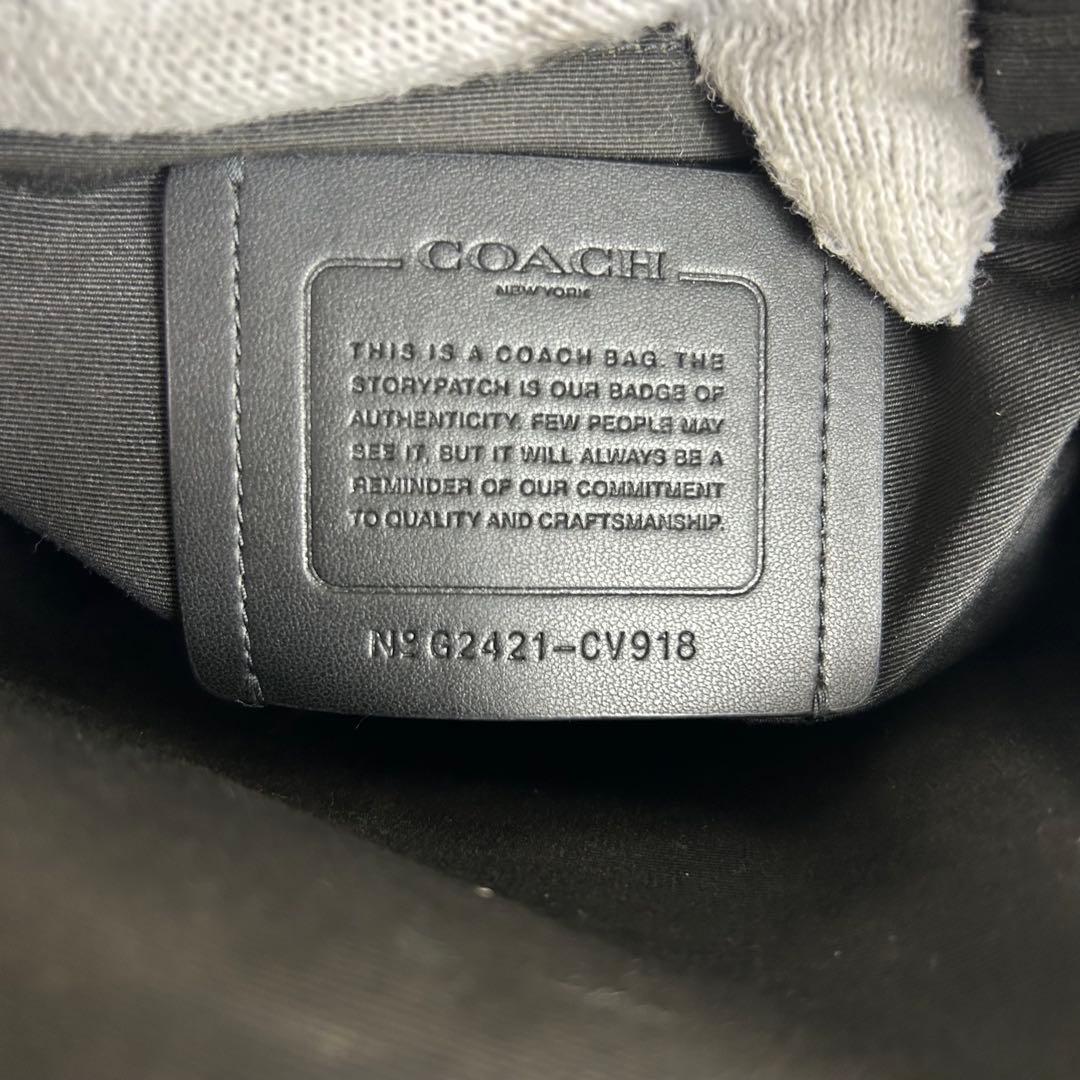 COACH
NEW YORK
THIS IS A COACH BAG. THE
STORYPATCH IS OUR BADGE OF
AUTHENTICITY. FEW PEOPLE MAY
SEE IT, BUT IT WILL ALWAYS BE A
REMINDER OF OUR COMMITMENT
TO QUALITY AND CRAFTSMANSHIP.
Nº G2421-CV918